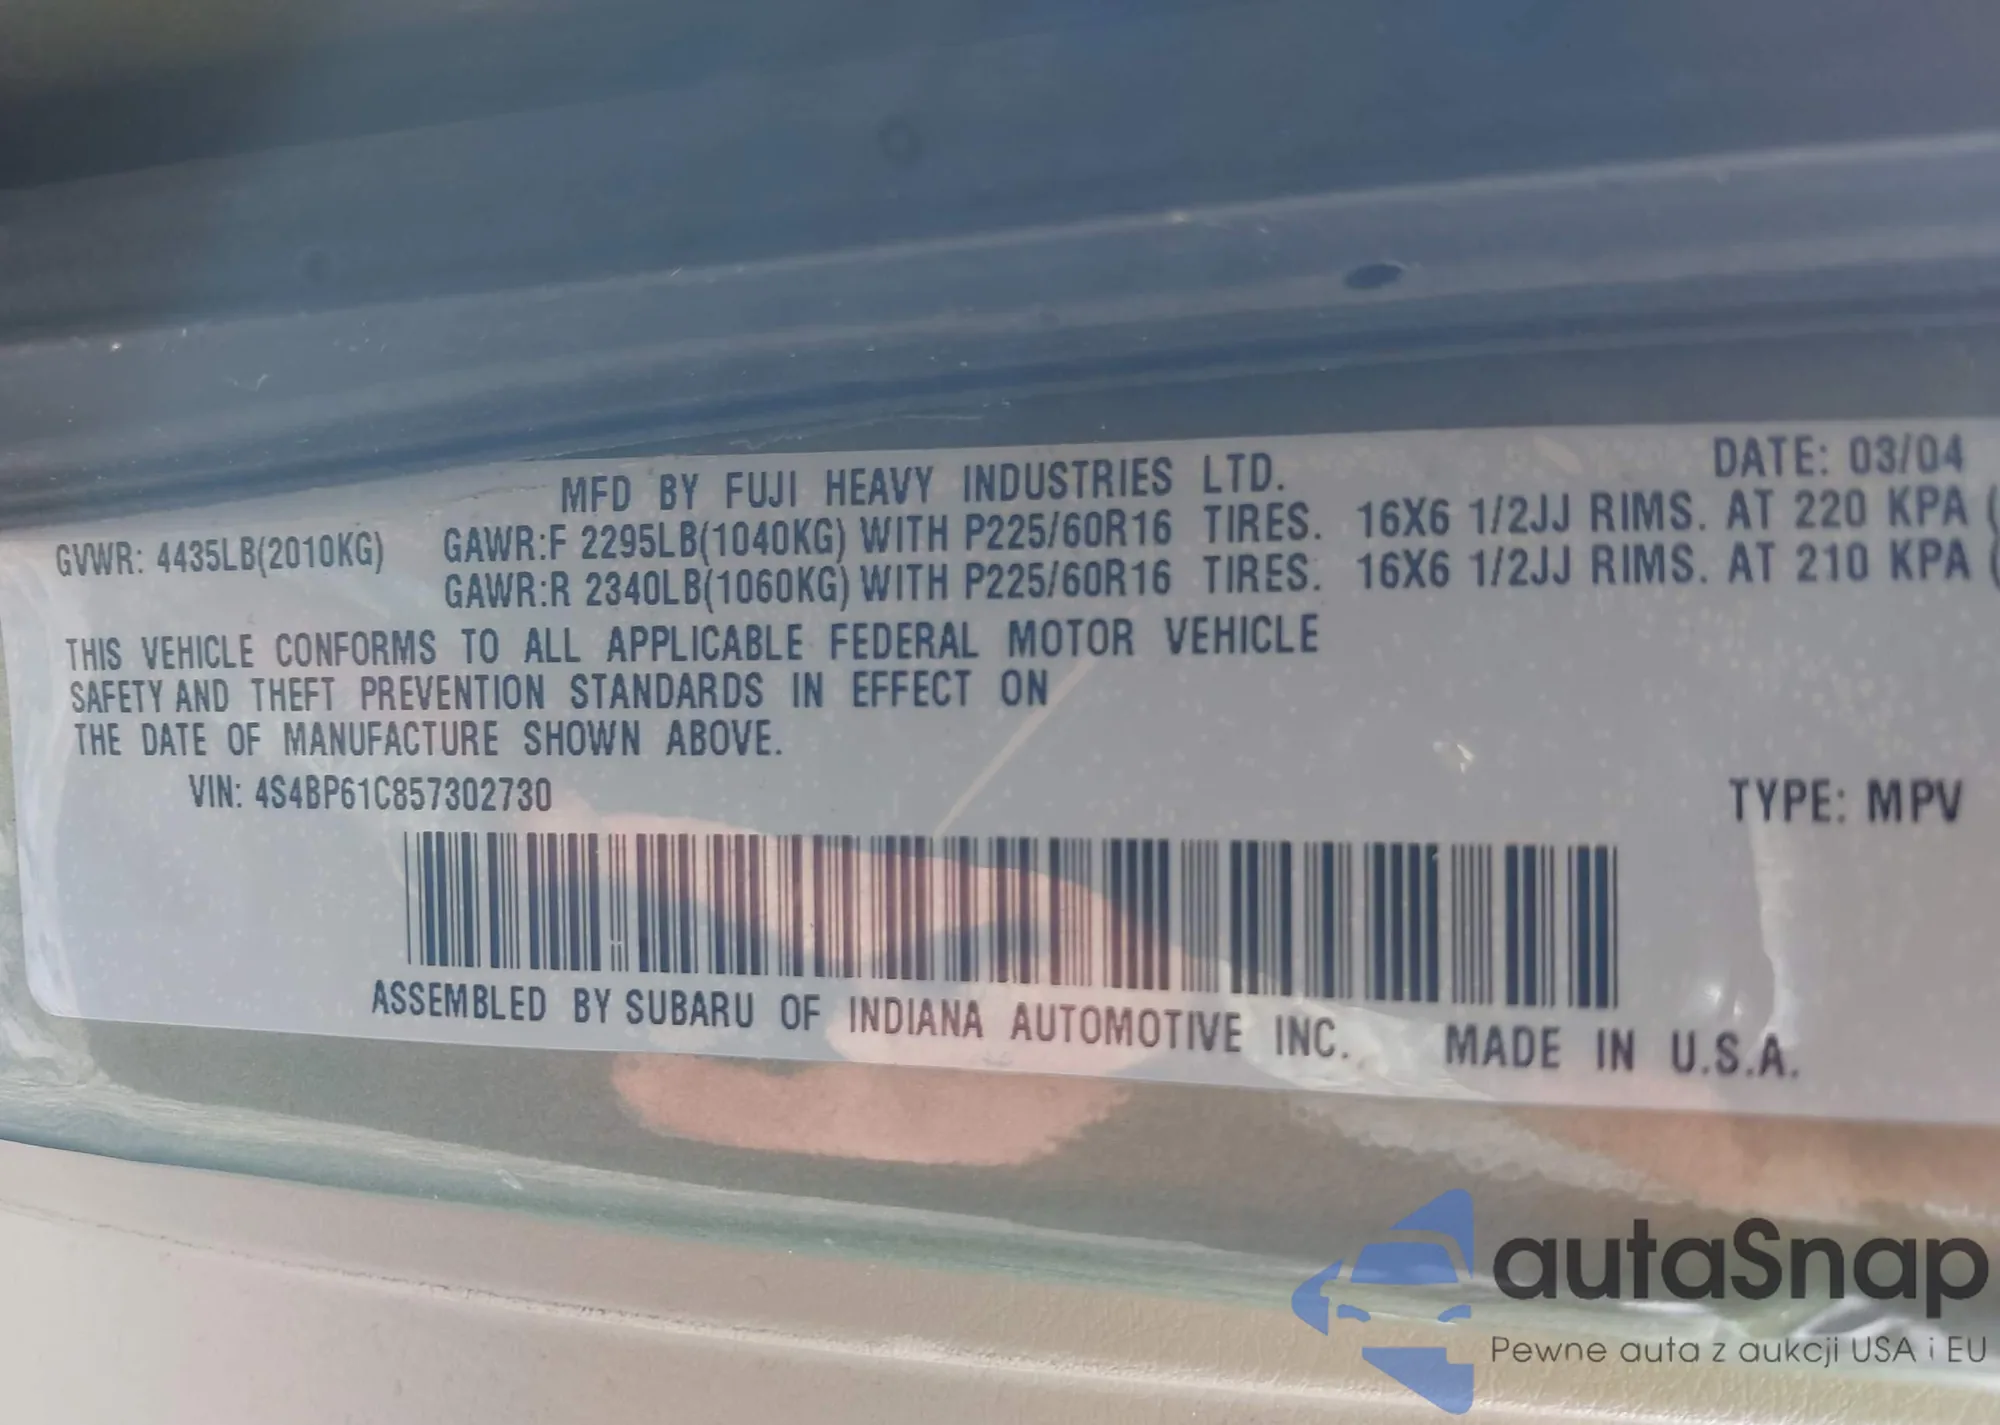 MFD BY FUJI HEAVY INDUSTRIES LTD. DATE: 03/04
GVWR: 4435LB(2010KG) GAWR:F 2295LB(1040KG) WITH P225/60R16 TIRES. 16X6 1/2JJ RIMS. AT 220 KPA (
GAWR:R 2340LB(1060KG) WITH P225/60R16 TIRES. 16X6 1/2JJ RIMS. AT 210 KPA (
THIS VEHICLE CONFORMS TO ALL APPLICABLE FEDERAL MOTOR VEHICLE
SAFETY AND THEFT PREVENTION STANDARDS IN EFFECT ON
THE DATE OF MANUFACTURE SHOWN ABOVE.
VIN: 4S4BP61C857302730 TYPE: MPV
ASSEMBLED BY SUBARU OF INDIANA AUTOMOTIVE INC. MADE IN U.S.A.
autaSnap
Pewne auta z aukcji USA i EU